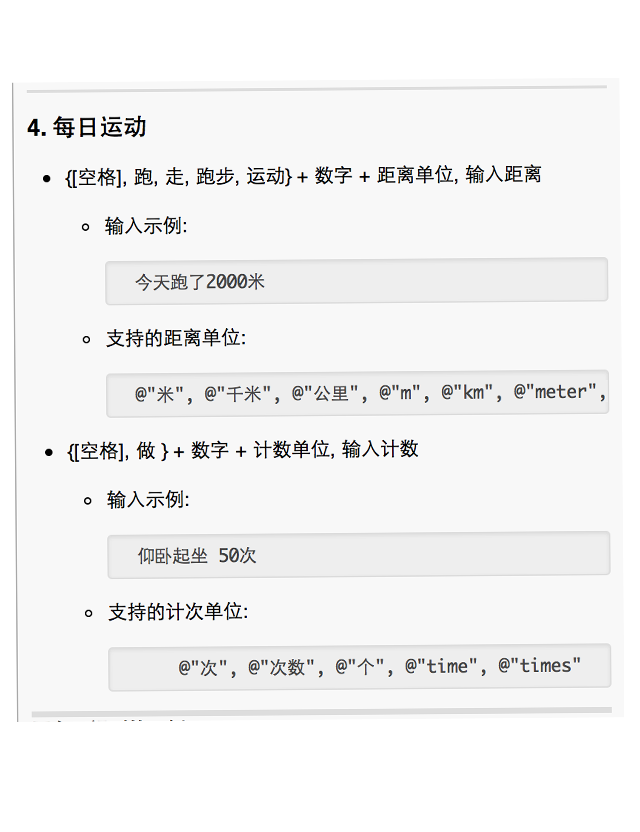 4. 每日运动
{[空格], 跑, 走, 跑步, 运动} + 数字 + 距离单位, 输入距离
输入示例:
今天跑了2000米
支持的距离单位:
@"米", @"千米", @"公里", @"m", @"km", @"meter",
{[空格], 做 } + 数字 + 计数单位, 输入计数
输入示例:
仰卧起坐 50次
支持的计次单位:
@"次", @"次数", @"个", @"time", @"times"